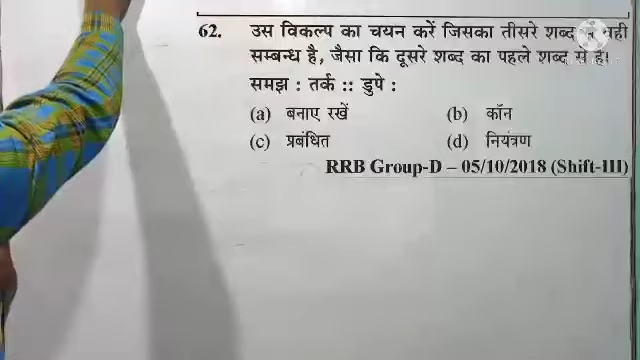 62. उस विकल्प का चयन करें जिसका तीसरे शब्द वही
सम्बन्ध है, जैसा कि दूसरे शब्द का पहले शब्द से है।
समझ : तर्क :: डुपे :
(a) बनाए रखें (b) कॉन
(c) प्रबंधित (d) नियंत्रण
RRB Group-D – 05/10/2018 (Shift-III)